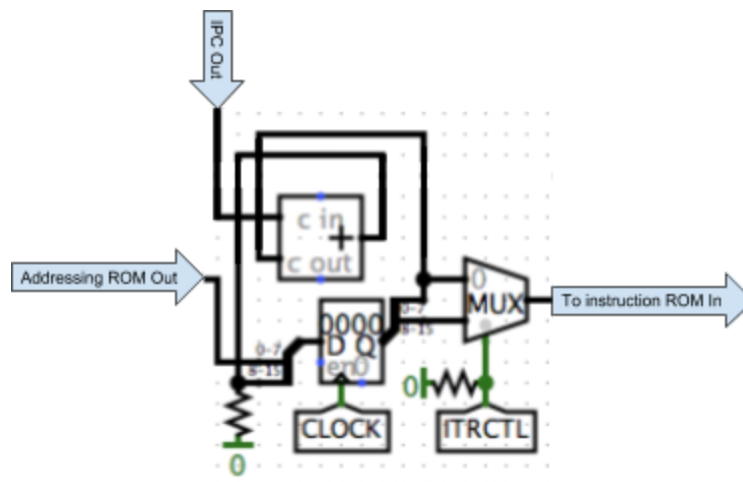 IPC Out
c in
+
c out
Addressing ROM Out
0
MUX
To instruction ROM In
0000
0-7
8-15
D Q
en 0
0-7
8-15
0
CLOCK
ITRCTL
0